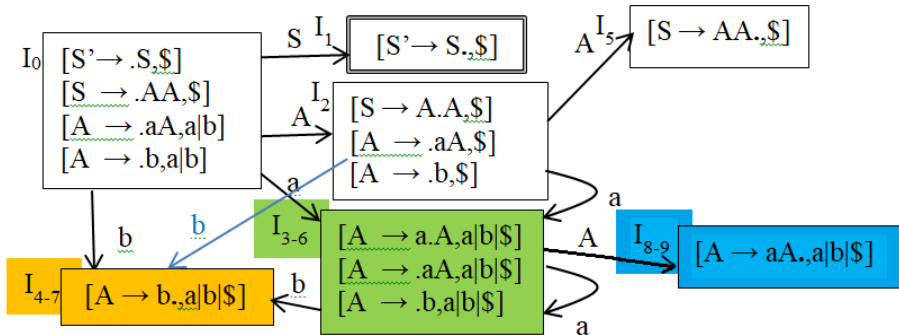 I0
[S’→ .S,$]
[S → .AA,$]
[A → .aA,a|b]
[A → .b,a|b]
S
I1
[S’→ S.,$]
A
I5
[S → AA.,$]
A
I2
[S → A.A,$]
[A → .aA,$]
[A → .b,$]
a
a
b
b
I3-6
[A → a.A,a|b|$]
[A → .aA,a|b|$]
[A → .b,a|b|$]
A
I8-9
[A → aA.,a|b|$]
I4-7
[A → b.,a|b|$]
b
a